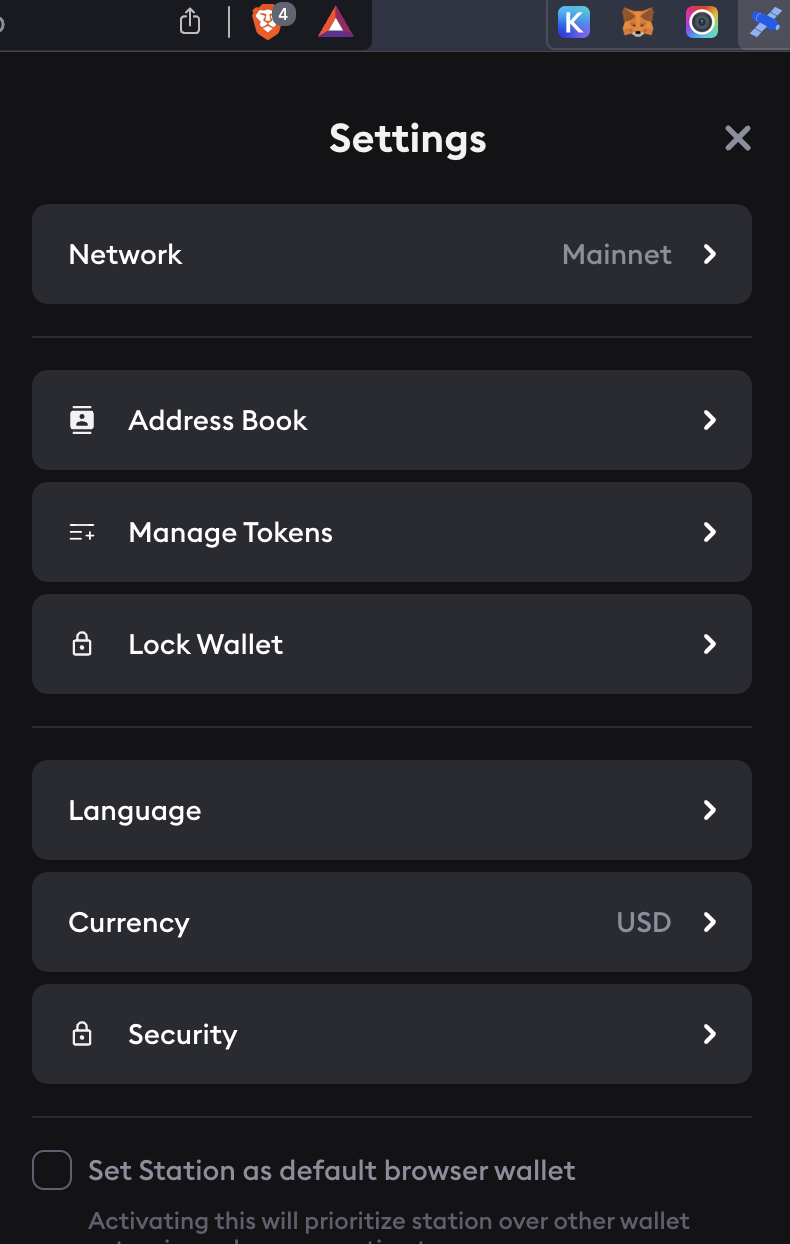 4
K
Settings
Network Mainnet
Address Book
Manage Tokens
Lock Wallet
Language
Currency USD
Security
Set Station as default browser wallet
Activating this will prioritize station over other wallet